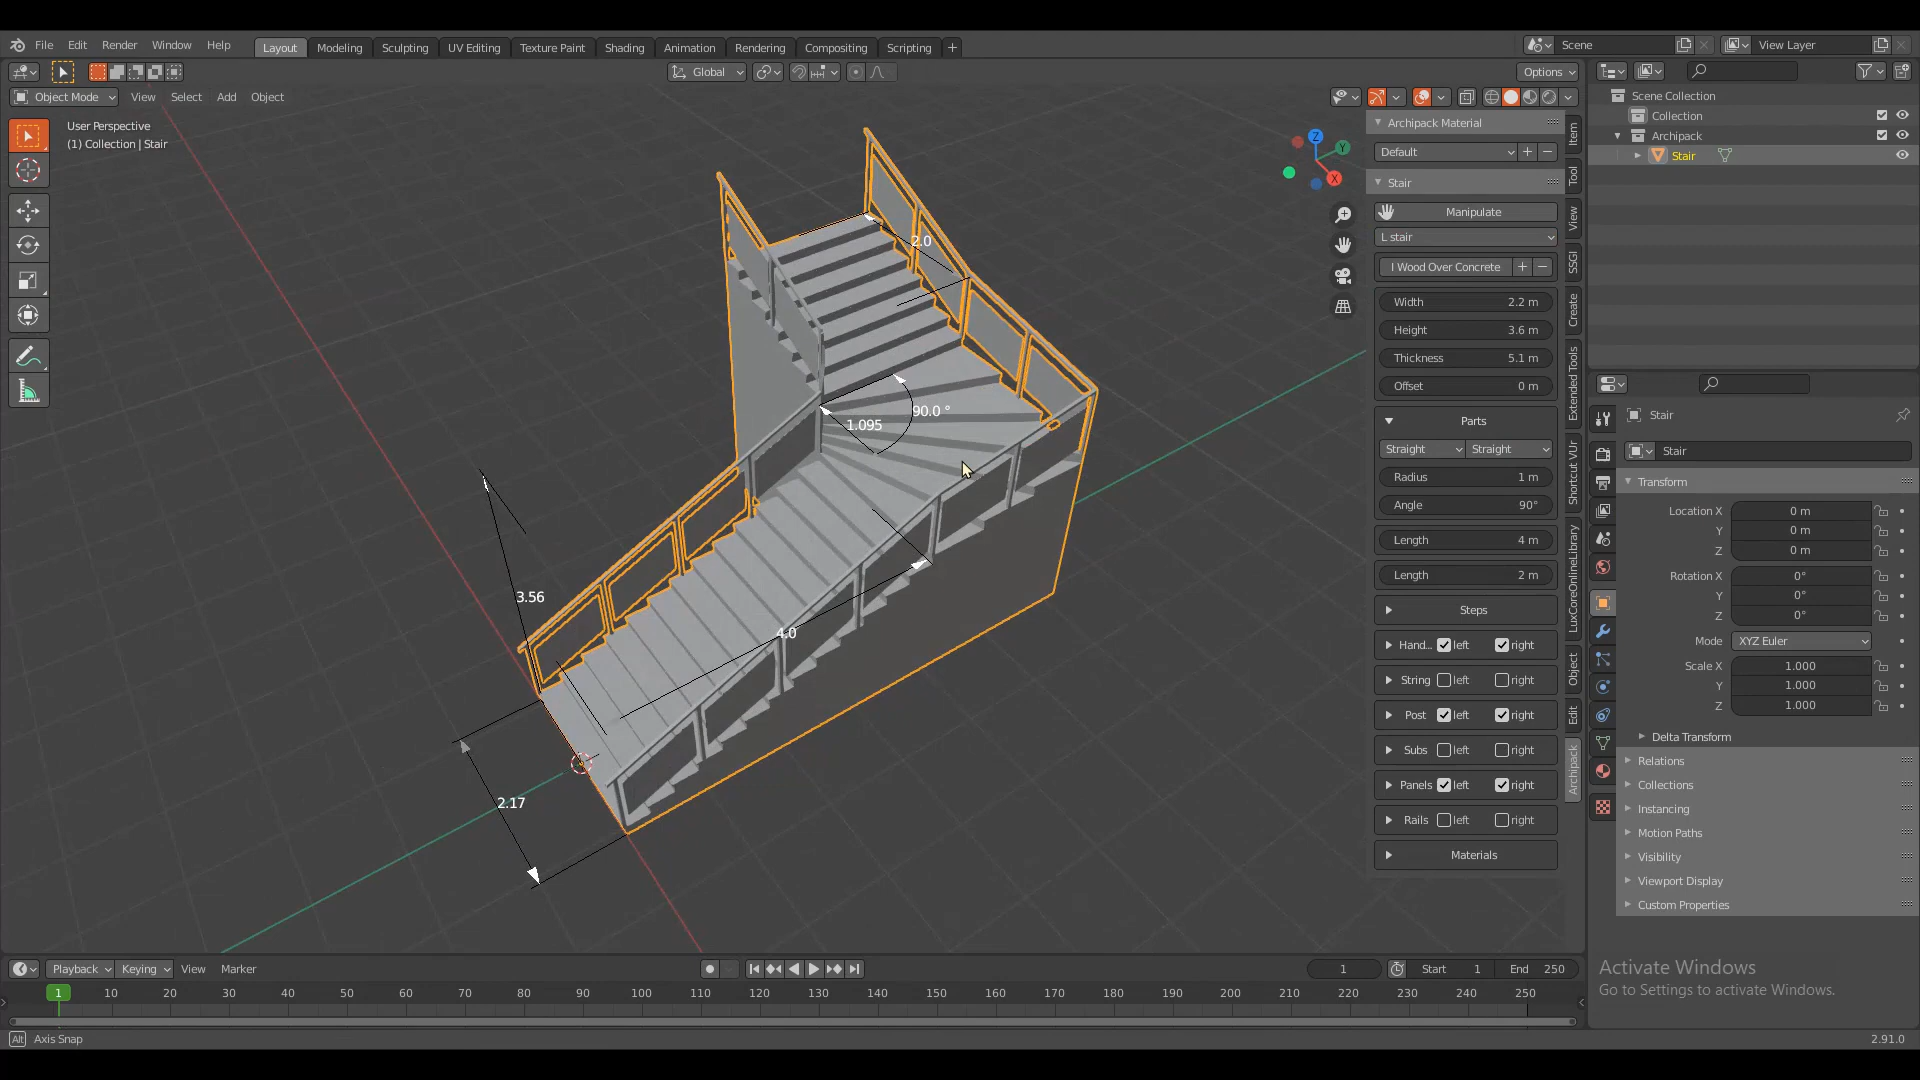 File Edit Render Window Help
Layout Modeling Sculpting UV Editing Texture Paint Shading Animation Rendering Compositing Scripting +
Scene
View Layer
Global
Options
Object Mode View Select Add Object
User Perspective
(1) Collection | Stair
Z
Y
X
2.0
90.0 °
1.095
3.56
4.0
2.17
Archipack Material
Default + −
Stair
Manipulate
L stair
I Wood Over Concrete + −
Width 2.2 m
Height 3.6 m
Thickness 5.1 m
Offset 0 m
Parts
Straight Straight
Radius 1 m
Angle 90°
Length 4 m
Length 2 m
Steps
Hand... left right
String left right
Post left right
Subs left right
Panels left right
Rails left right
Materials
Item
Tool
View
SSGI
Create
Extended Tools
Shortcut VUr
LuxCoreOnlineLibrary
Object
Edit
Archipack
Scene Collection
Collection
Archipack
Stair
Stair
Stair
Transform
Location X 0 m
Y 0 m
Z 0 m
Rotation X 0°
Y 0°
Z 0°
Mode XYZ Euler
Scale X 1.000
Y 1.000
Z 1.000
Delta Transform
Relations
Collections
Instancing
Motion Paths
Visibility
Viewport Display
Custom Properties
Activate Windows
Go to Settings to activate Windows.
Playback Keying View Marker
1 Start 1 End 250
1 10 20 30 40 50 60 70 80 90 100 110 120 130 140 150 160 170 180 190 200 210 220 230 240 250
Alt Axis Snap
2.91.0